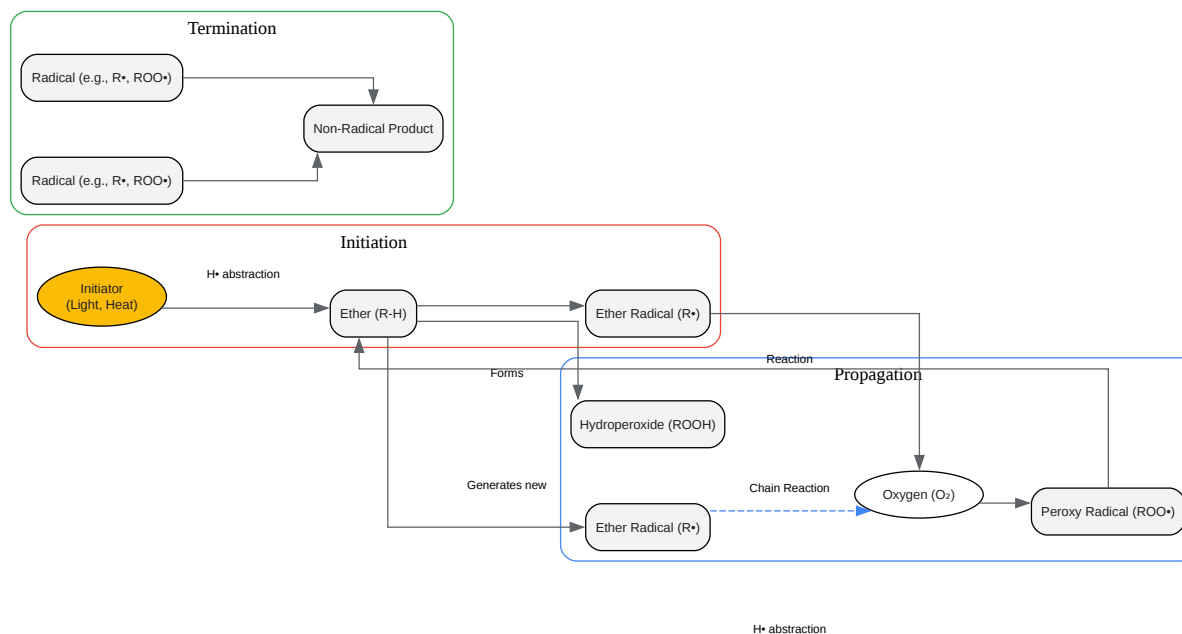 Termination
Radical (e.g., R•, ROO•)
Non-Radical Product
Radical (e.g., R•, ROO•)
Initiation
H• abstraction
Initiator
(Light, Heat)
Ether (R-H)
Ether Radical (R•)
Reaction
Forms
Propagation
Hydroperoxide (ROOH)
Generates new
Chain Reaction
Oxygen (O₂)
Ether Radical (R•)
Peroxy Radical (ROO•)
H• abstraction